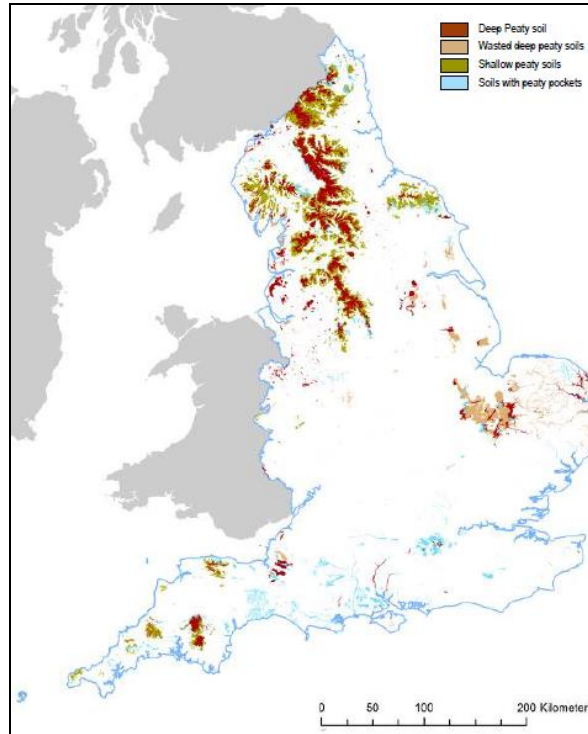 Deep Peaty soil
Wasted deep peaty soils
Shallow peaty soils
Soils with peaty pockets
0 50 100 200 Kilometer